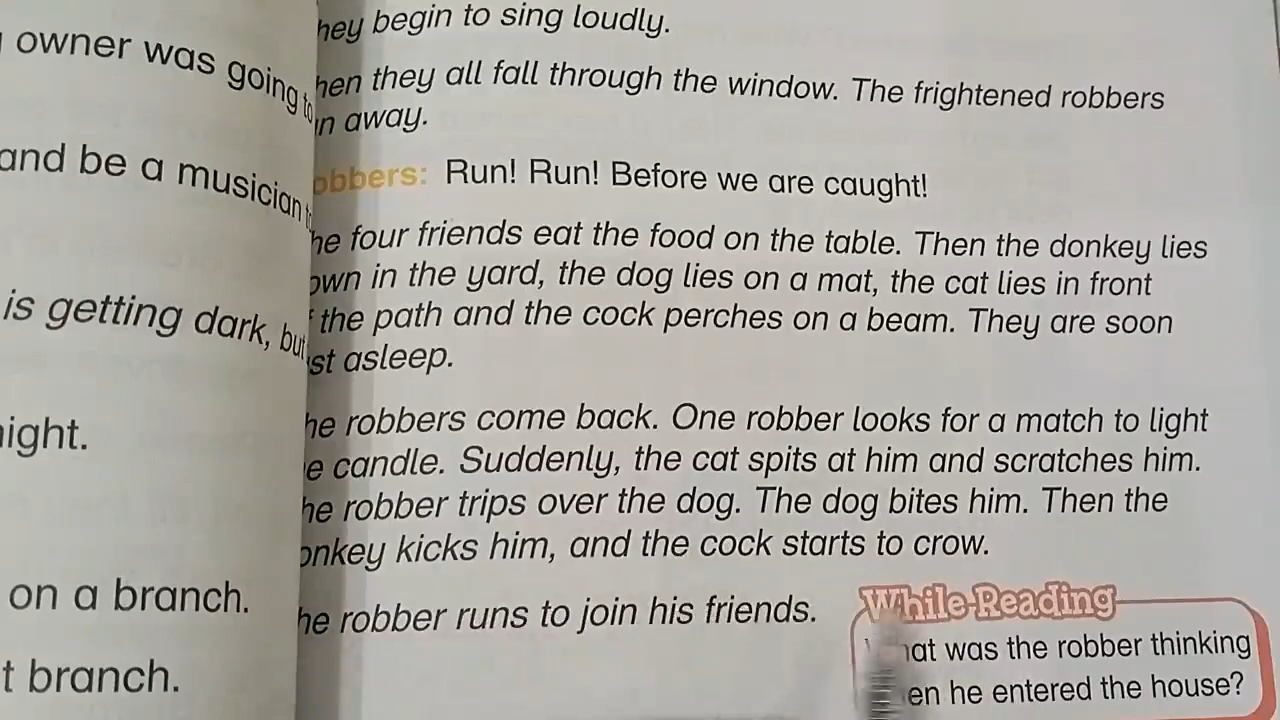 owner was going to
and be a musician
is getting dark, but
night.
on a branch.
t branch.
hey begin to sing loudly.
hen they all fall through the window. The frightened robbers
un away.
obbers: Run! Run! Before we are caught!
he four friends eat the food on the table. Then the donkey lies
own in the yard, the dog lies on a mat, the cat lies in front
f the path and the cock perches on a beam. They are soon
st asleep.
he robbers come back. One robber looks for a match to light
e candle. Suddenly, the cat spits at him and scratches him.
he robber trips over the dog. The dog bites him. Then the
onkey kicks him, and the cock starts to crow.
he robber runs to join his friends.
While-Reading
hat was the robber thinking
en he entered the house?